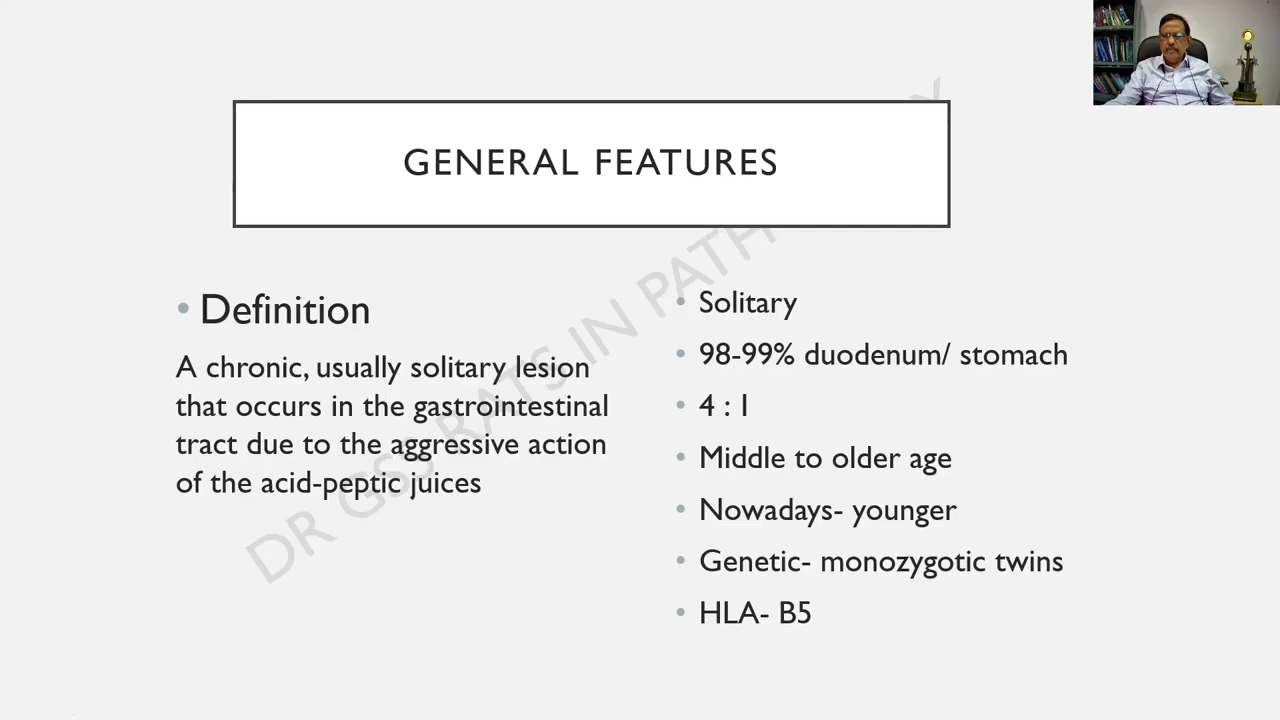 GENERAL FEATURES
• Definition
A chronic, usually solitary lesion
that occurs in the gastrointestinal
tract due to the aggressive action
of the acid-peptic juices
• Solitary
• 98-99% duodenum/ stomach
• 4 : 1
• Middle to older age
• Nowadays- younger
• Genetic- monozygotic twins
• HLA- B5
DR GSS RATS IN PATH